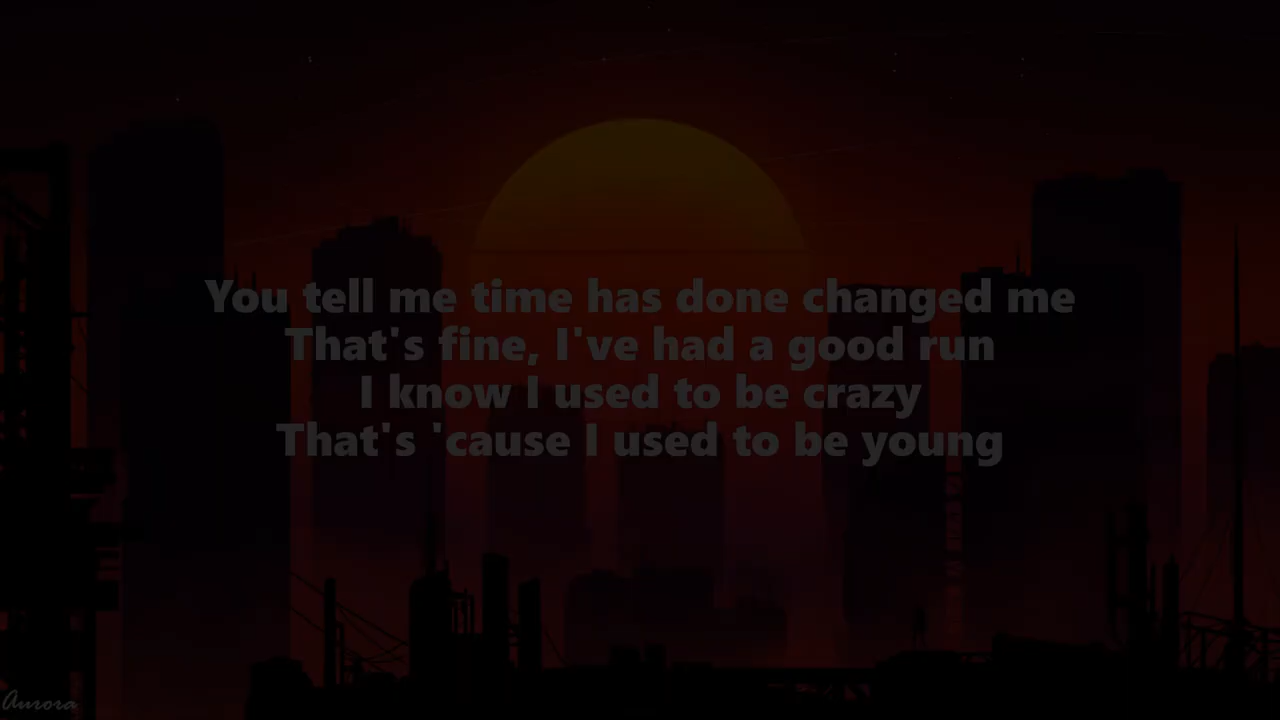 You tell me time has done changed me
That's fine, I've had a good run
I know I used to be crazy
That's 'cause I used to be young
Aurora